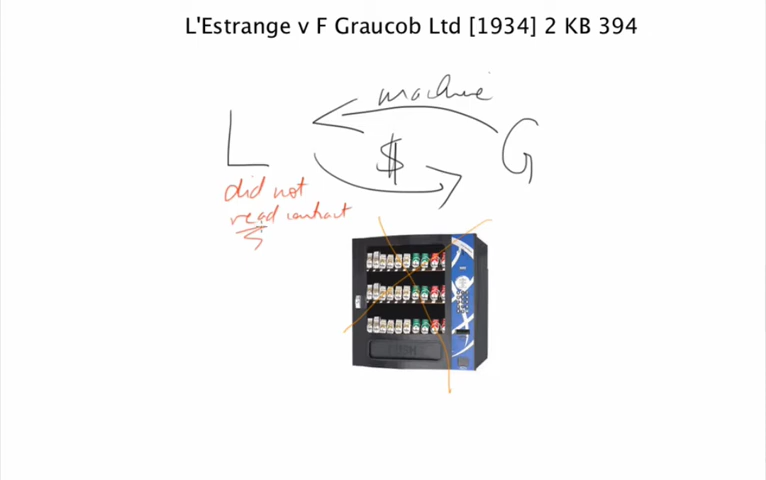 L'Estrange v F Graucob Ltd [1934] 2 KB 394
machine
L
$
G
did not
read contract